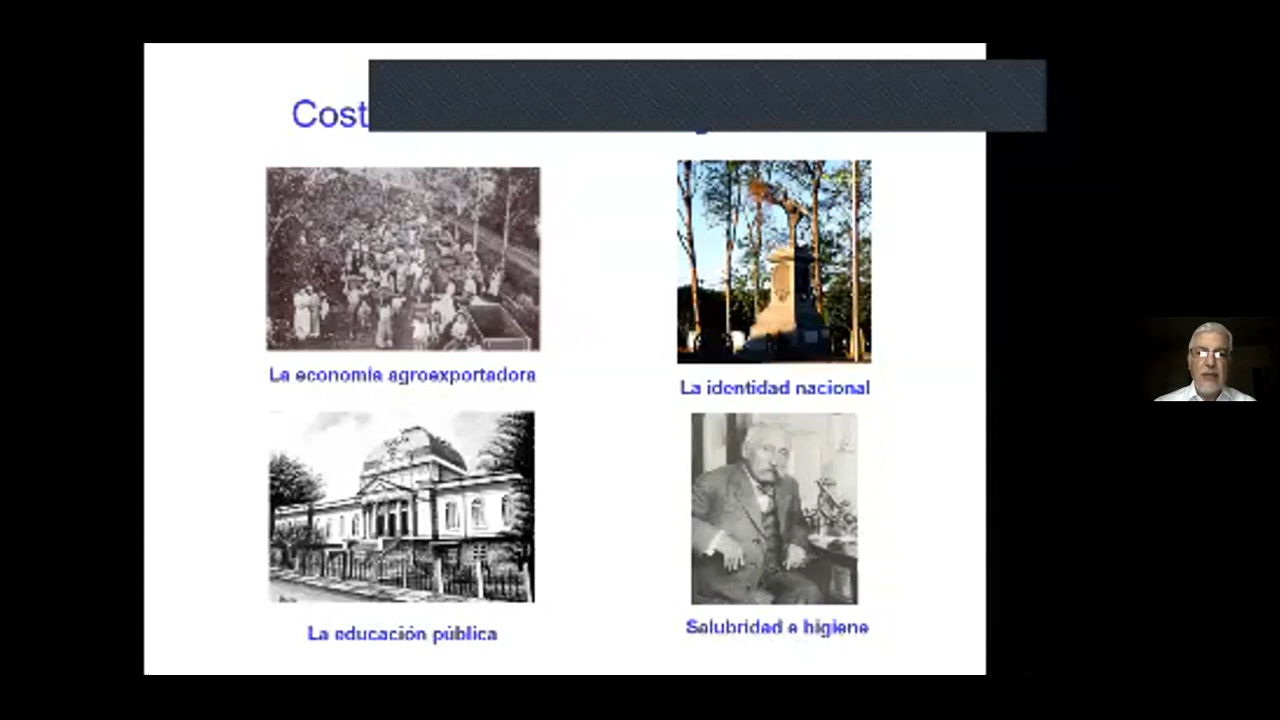 Cost
La economía agroexportadora
La identidad nacional
La educación pública
Salubridad e higiene